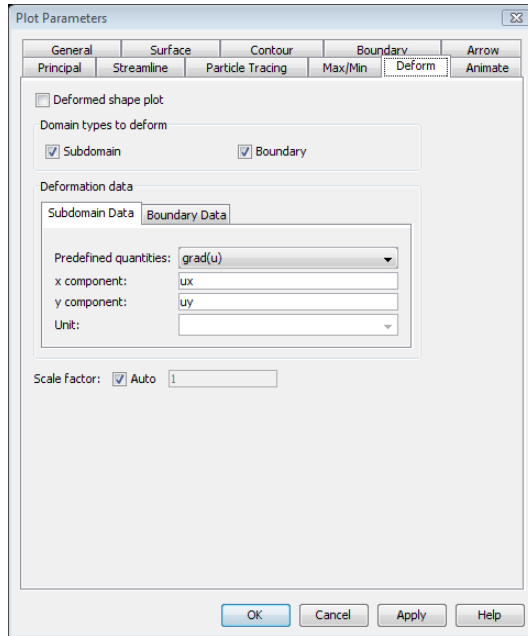 Plot Parameters
General Surface Contour Boundary Arrow
Principal Streamline Particle Tracing Max/Min Deform Animate
Deformed shape plot
Domain types to deform
Subdomain Boundary
Deformation data
Subdomain Data Boundary Data
Predefined quantities: grad(u)
x component: ux
y component: uy
Unit:
Scale factor: Auto 1
OK Cancel Apply Help